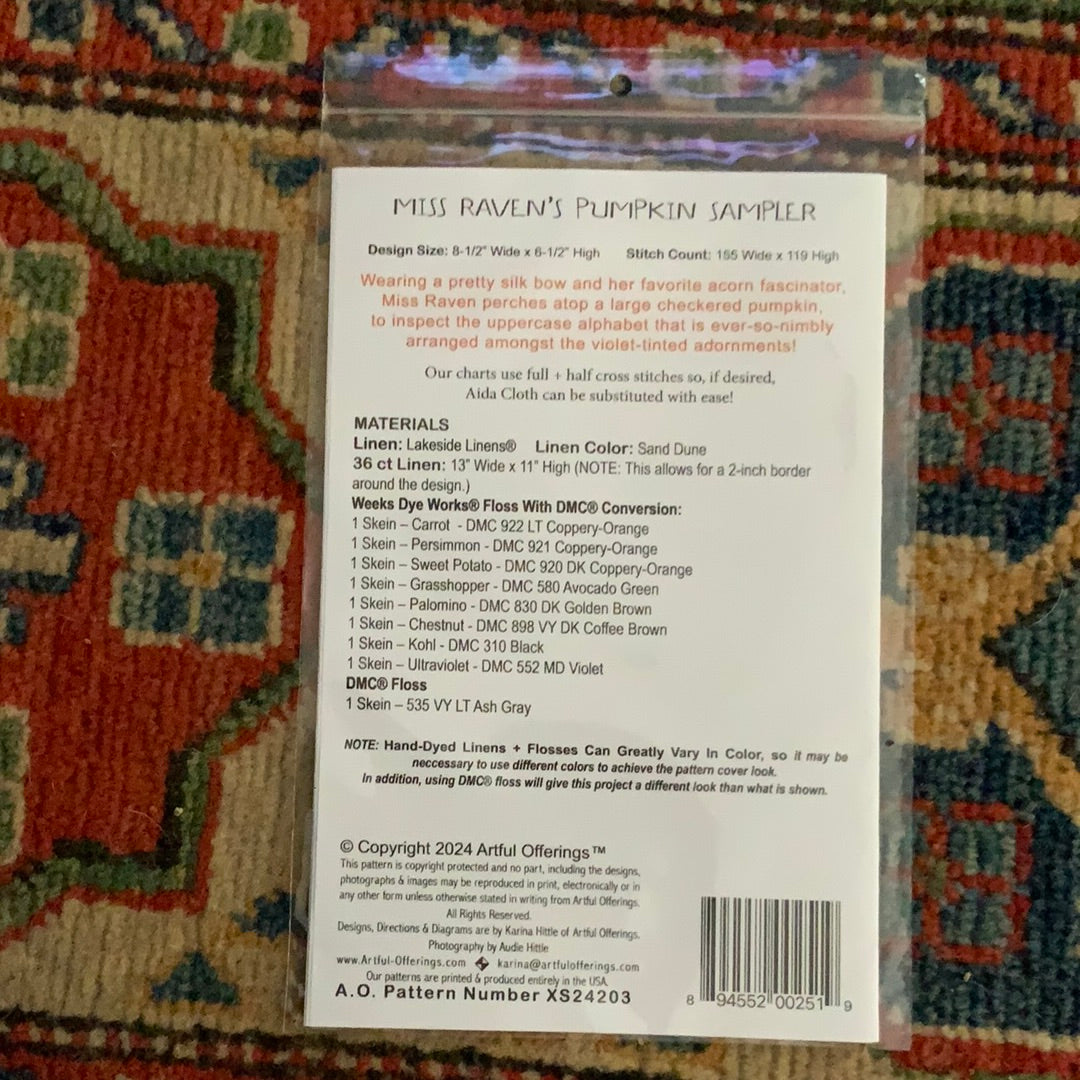 MISS RAVEN'S PUMPKIN SAMPLER
Design Size: 8-1/2" Wide x 6-1/2" High Stitch Count: 155 Wide x 119 High
Wearing a pretty silk bow and her favorite acorn fascinator,
Miss Raven perches atop a large checkered pumpkin,
to inspect the uppercase alphabet that is ever-so-nimbly
arranged amongst the violet-tinted adornments!
Our charts use full + half cross stitches so, if desired,
Aida Cloth can be substituted with ease!
MATERIALS
Linen: Lakeside Linens® Linen Color: Sand Dune
36 ct Linen: 13" Wide x 11" High (NOTE: This allows for a 2-inch border
around the design.)
Weeks Dye Works® Floss With DMC® Conversion:
1 Skein – Carrot - DMC 922 LT Coppery-Orange
1 Skein – Persimmon - DMC 921 Coppery-Orange
1 Skein – Sweet Potato - DMC 920 DK Coppery-Orange
1 Skein – Grasshopper - DMC 580 Avocado Green
1 Skein – Palomino - DMC 830 DK Golden Brown
1 Skein – Chestnut - DMC 898 VY DK Coffee Brown
1 Skein – Kohl - DMC 310 Black
1 Skein – Ultraviolet - DMC 552 MD Violet
DMC® Floss
1 Skein – 535 VY LT Ash Gray
NOTE: Hand-Dyed Linens + Flosses Can Greatly Vary In Color, so it may be
neccessary to use different colors to achieve the pattern cover look.
In addition, using DMC® floss will give this project a different look than what is shown.
© Copyright 2024 Artful Offerings™
This pattern is copyright protected and no part, including the designs,
photographs & images may be reproduced in print, electronically or in
any other form unless otherwise stated in writing from Artful Offerings.
All Rights Reserved.
Designs, Directions & Diagrams are by Karina Hittle of Artful Offerings.
Photography by Audie Hittle
www.Artful-Offerings.com karina@artfulofferings.com
Our patterns are printed & produced entirely in the USA.
A.O. Pattern Number XS24203
8 94552 00251 9